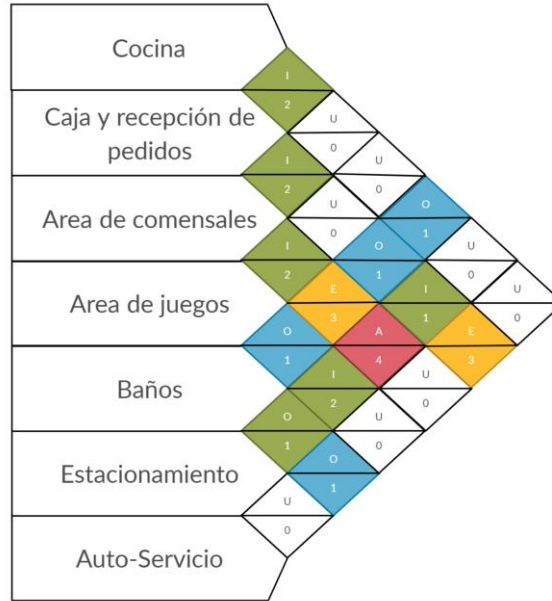 Cocina
I
2
Caja y recepción de
pedidos
U
0
I U
2 0
Area de comensales
U O
0 1
I O U
2 1 0
Area de juegos
E I U
3 1 0
O A E
1 4 3
Baños
I U
2 0
O U
1 0
Estacionamiento
O
1
U
0
Auto-Servicio